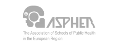 ASPHER
The Association of Schools of Public Health
in the European Region